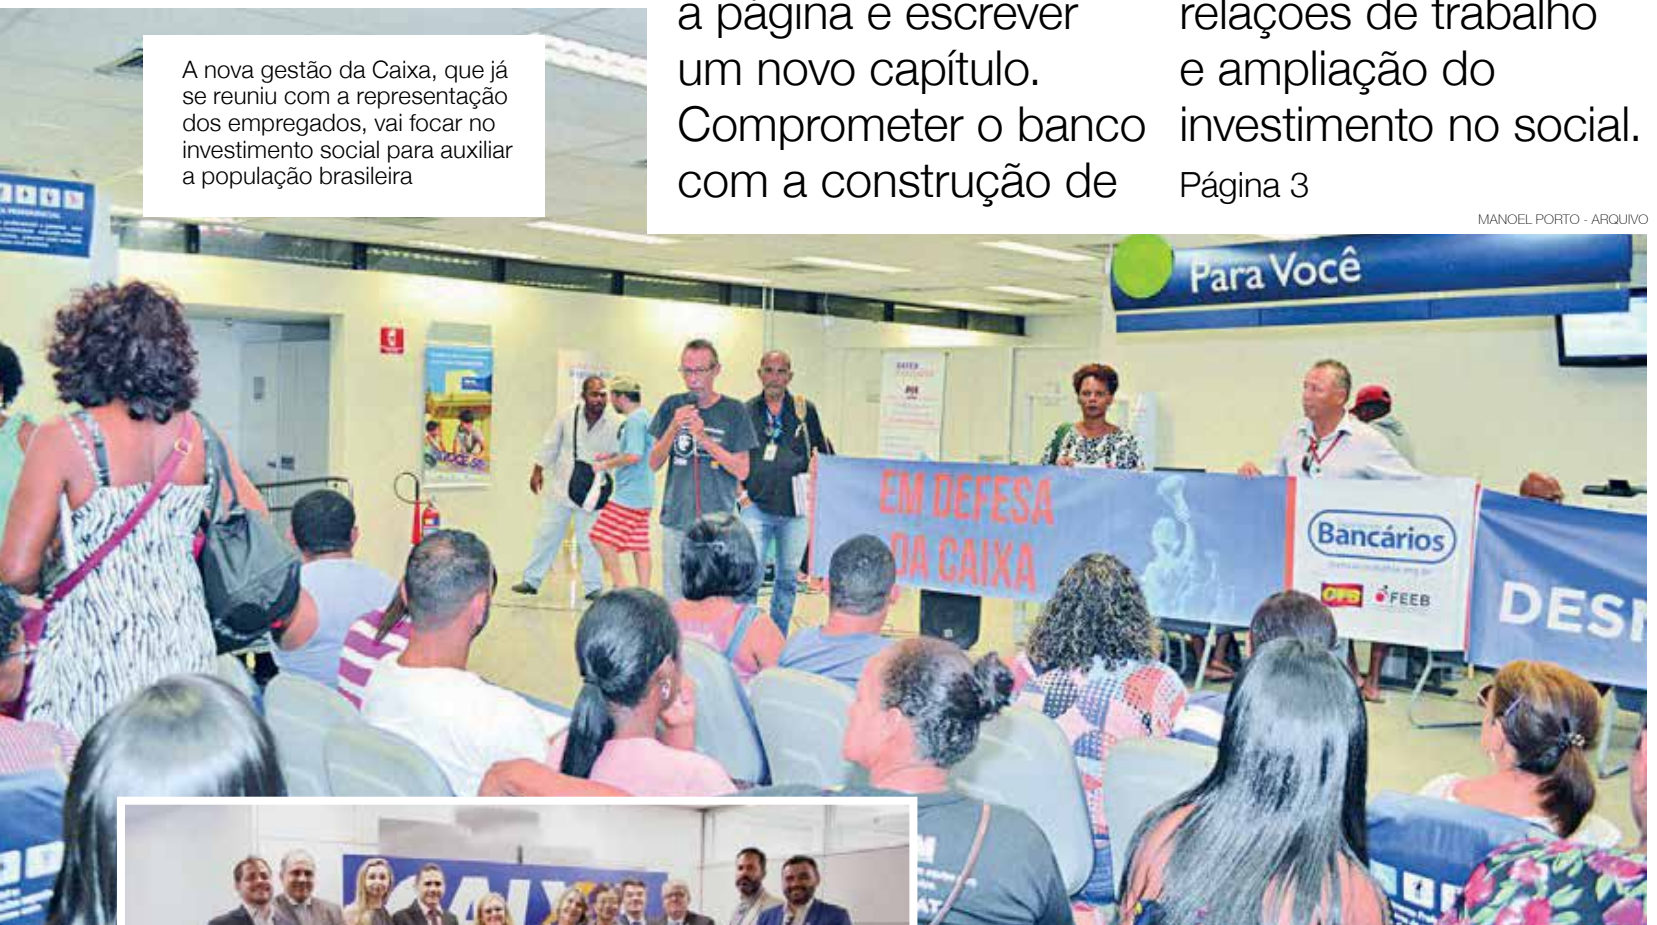 A nova gestão da Caixa, que já
se reuniu com a representação
dos empregados, vai focar no
investimento social para auxiliar
a população brasileira
a página e escrever
um novo capítulo.
Comprometer o banco
com a construção de
relações de trabalho
e ampliação do
investimento no social.
Página 3
MANOEL PORTO - ARQUIVO
Para Você
EM DEFESA
DA CAIXA
Bancários
CTB FEEB
DES
CAIX